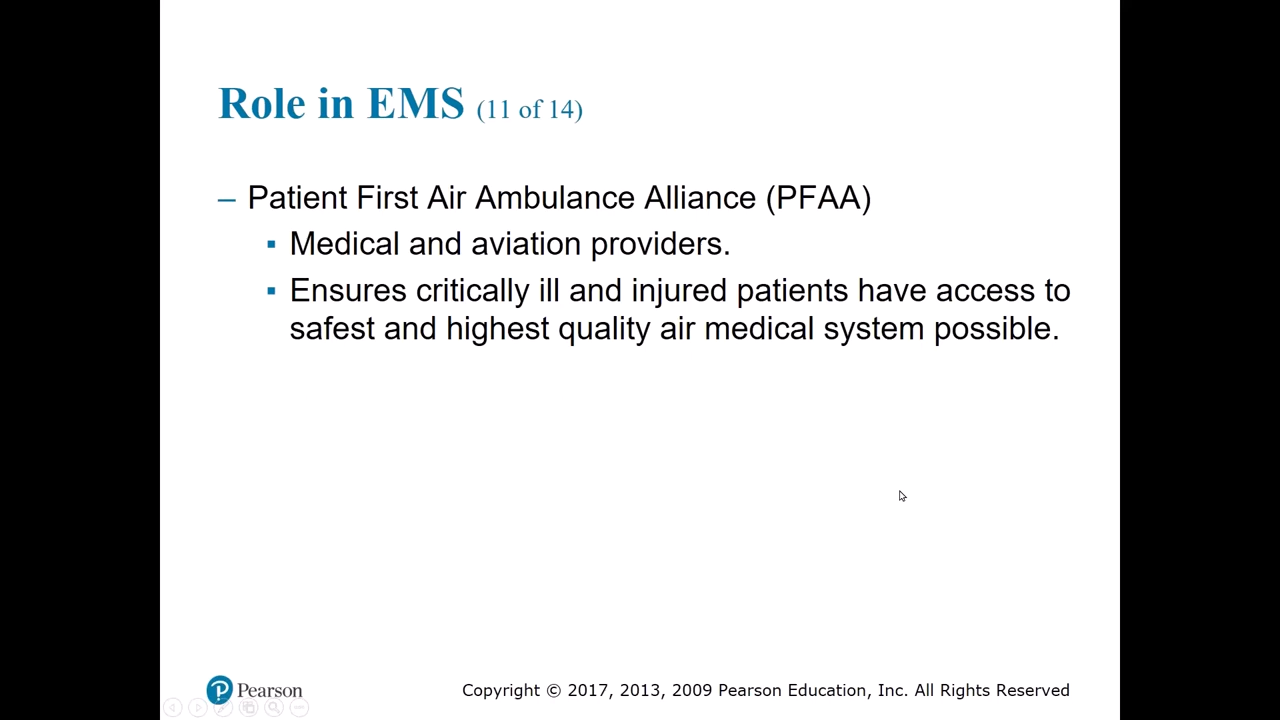 Role in EMS (11 of 14)
– Patient First Air Ambulance Alliance (PFAA)
▪ Medical and aviation providers.
▪ Ensures critically ill and injured patients have access to
safest and highest quality air medical system possible.
Pearson
Copyright © 2017, 2013, 2009 Pearson Education, Inc. All Rights Reserved